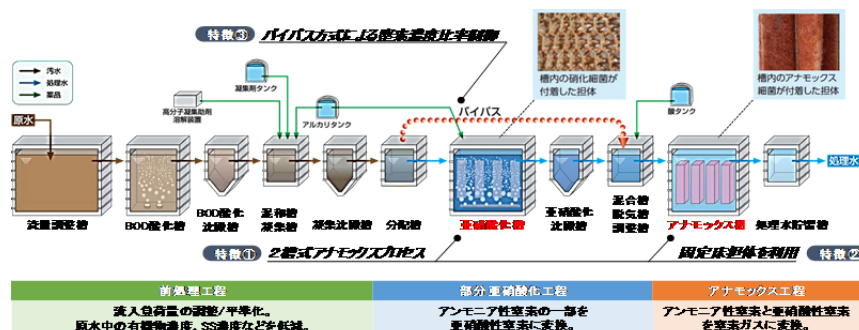 特徴③ バイパス方式による窒素濃度比率制御
汚水
処理水
薬品
凝集剤タンク
高分子凝集助剤
溶解装置
アルカリタンク
バイパス
槽内の硝化細菌が
付着した担体
酸タンク
槽内のアナモックス
細菌が付着した担体
原水
処理水
流量調整槽
BOD酸化槽
BOD酸化
沈殿槽
混和槽
凝集槽
凝集沈殿槽
分配槽
亜硝酸化槽
亜硝酸化
沈殿槽
混合槽
脱気槽
調整槽
アナモックス槽
処理水貯留槽
特徴① 2槽式アナモックスプロセス
固定床担体を利用 特徴②
前処理工程
部分亜硝酸化工程
アナモックス工程
流入負荷量の調整/平準化。
原水中の有機物濃度、SS濃度などを低減。
アンモニア性窒素の一部を
亜硝酸性窒素に変換。
アンモニア性窒素と亜硝酸性窒素
を窒素ガスに変換。